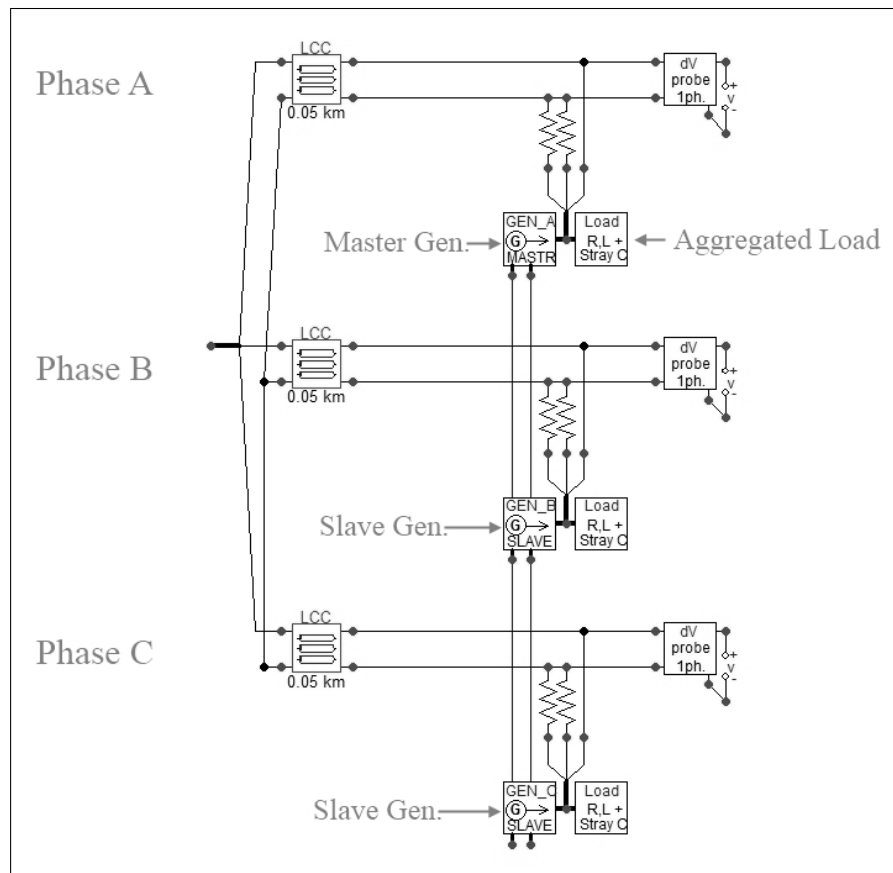 LCC
Phase A
0.05 km
dV
probe
1ph.
+
v
-
Master Gen.
GEN_A
G
MASTR
Load
R,L +
Stray C
Aggregated Load
LCC
Phase B
0.05 km
dV
probe
1ph.
+
v
-
Slave Gen.
GEN_B
G
SLAVE
Load
R,L +
Stray C
LCC
Phase C
0.05 km
dV
probe
1ph.
+
v
-
Slave Gen.
GEN_C
G
SLAVE
Load
R,L +
Stray C